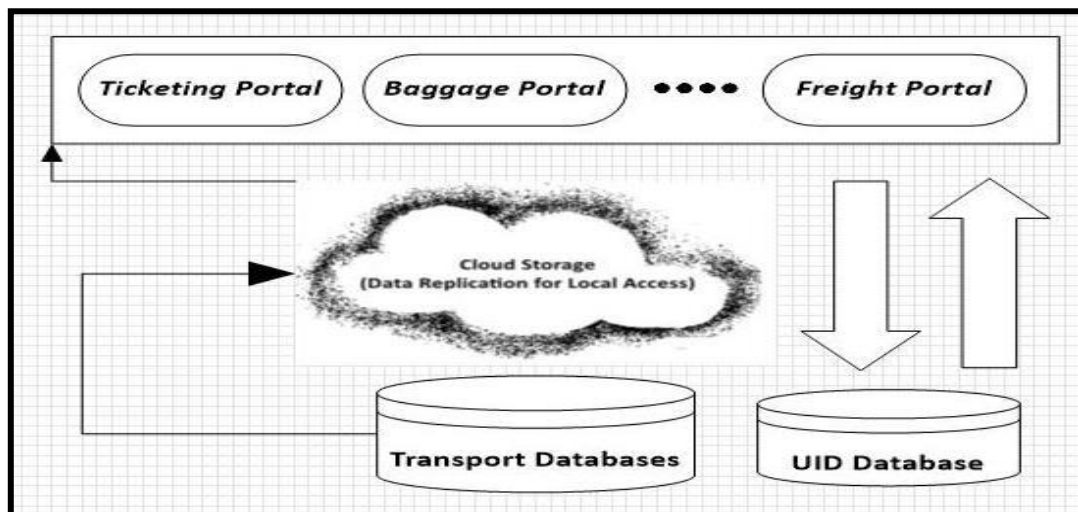 Ticketing Portal
Baggage Portal
Freight Portal
Cloud Storage
(Data Replication for Local Access)
Transport Databases
UID Database